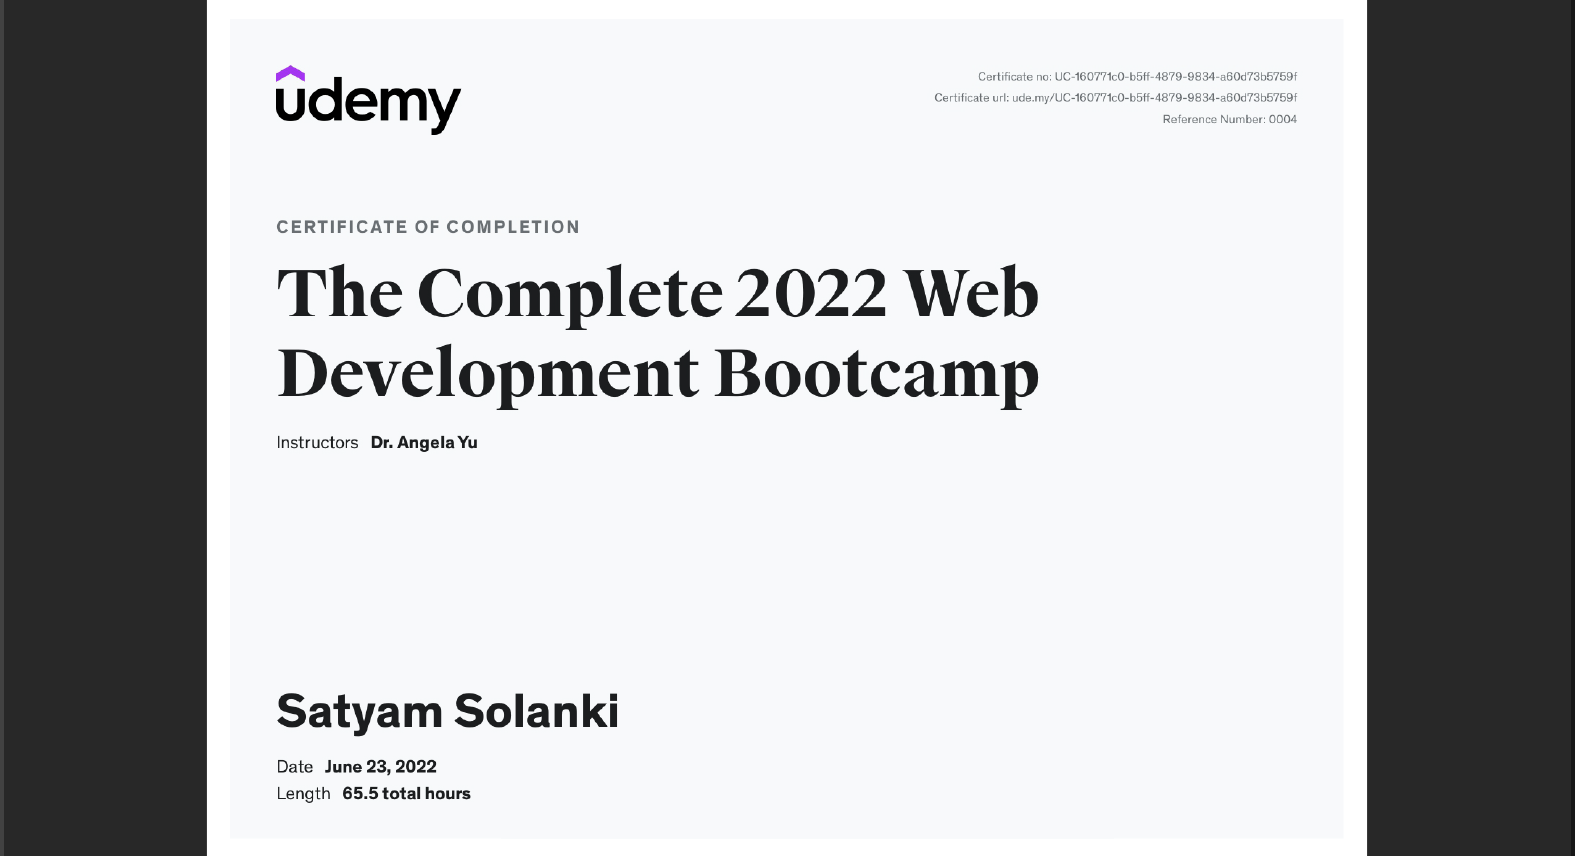 udemy
Certificate no: UC-160771c0-b5ff-4879-9834-a60d73b5759f
Certificate url: ude.my/UC-160771c0-b5ff-4879-9834-a60d73b5759f
Reference Number: 0004
CERTIFICATE OF COMPLETION
The Complete 2022 Web
Development Bootcamp
Instructors Dr. Angela Yu
Satyam Solanki
Date June 23, 2022
Length 65.5 total hours